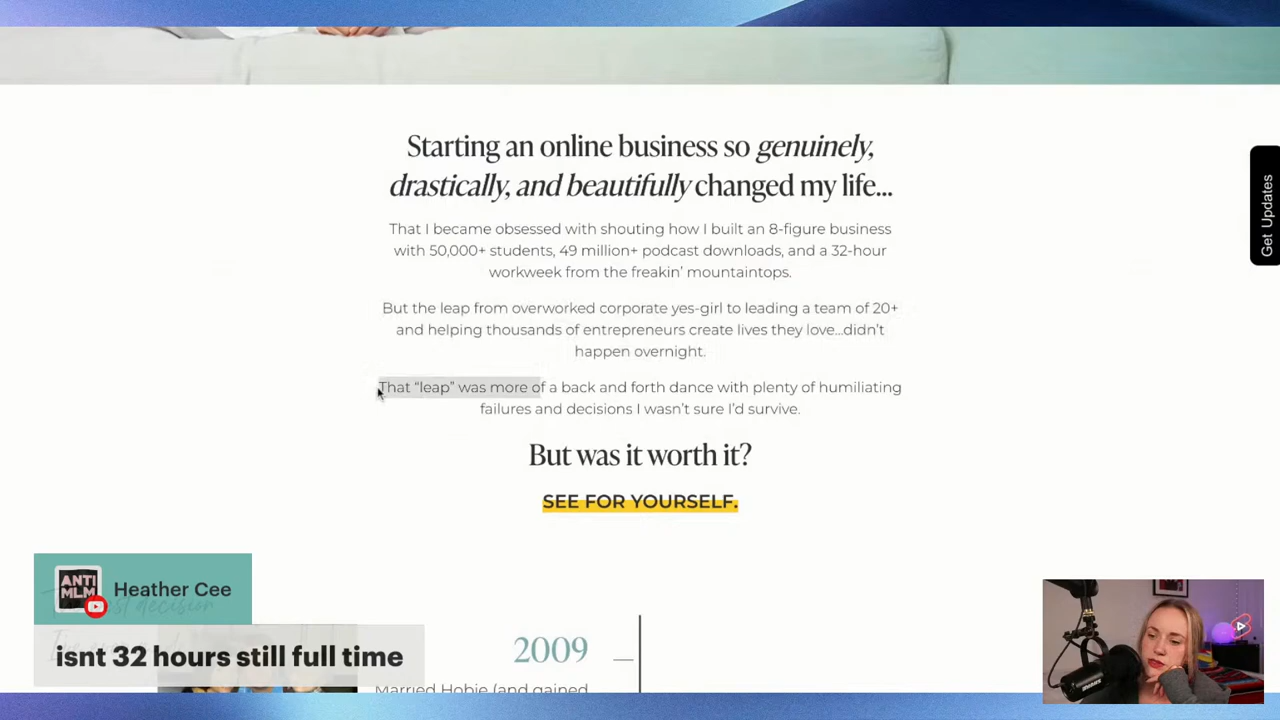 Starting an online business so genuinely,
drastically, and beautifully changed my life...
That I became obsessed with shouting how I built an 8-figure business
with 50,000+ students, 49 million+ podcast downloads, and a 32-hour
workweek from the freakin' mountaintops.
But the leap from overworked corporate yes-girl to leading a team of 20+
and helping thousands of entrepreneurs create lives they love...didn't
happen overnight.
That "leap" was more of a back and forth dance with plenty of humiliating
failures and decisions I wasn't sure I'd survive.
But was it worth it?
SEE FOR YOURSELF.
Get Updates
ANTI
MLM
Heather Cee
isnt 32 hours still full time
2009
Married Hobie (and gained